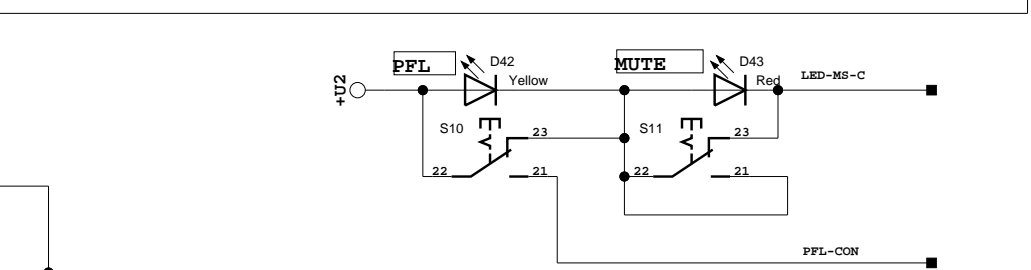 PFL
D42
Yellow
MUTE
D43
Red
LED-MS-C
+U2
S10
23
22
21
S11
23
22
21
PFL-CON